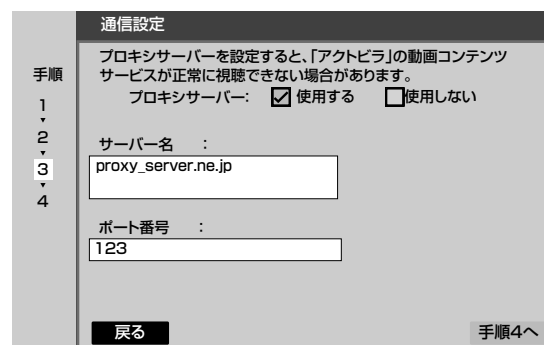 通信設定
プロキシサーバーを設定すると、「アクトビラ」の動画コンテンツ
サービスが正常に視聴できない場合があります。
プロキシサーバー: 使用する 使用しない
手順
1
2
3
4
サーバー名 :
proxy_server.ne.jp
ポート番号 :
123
戻る
手順4へ